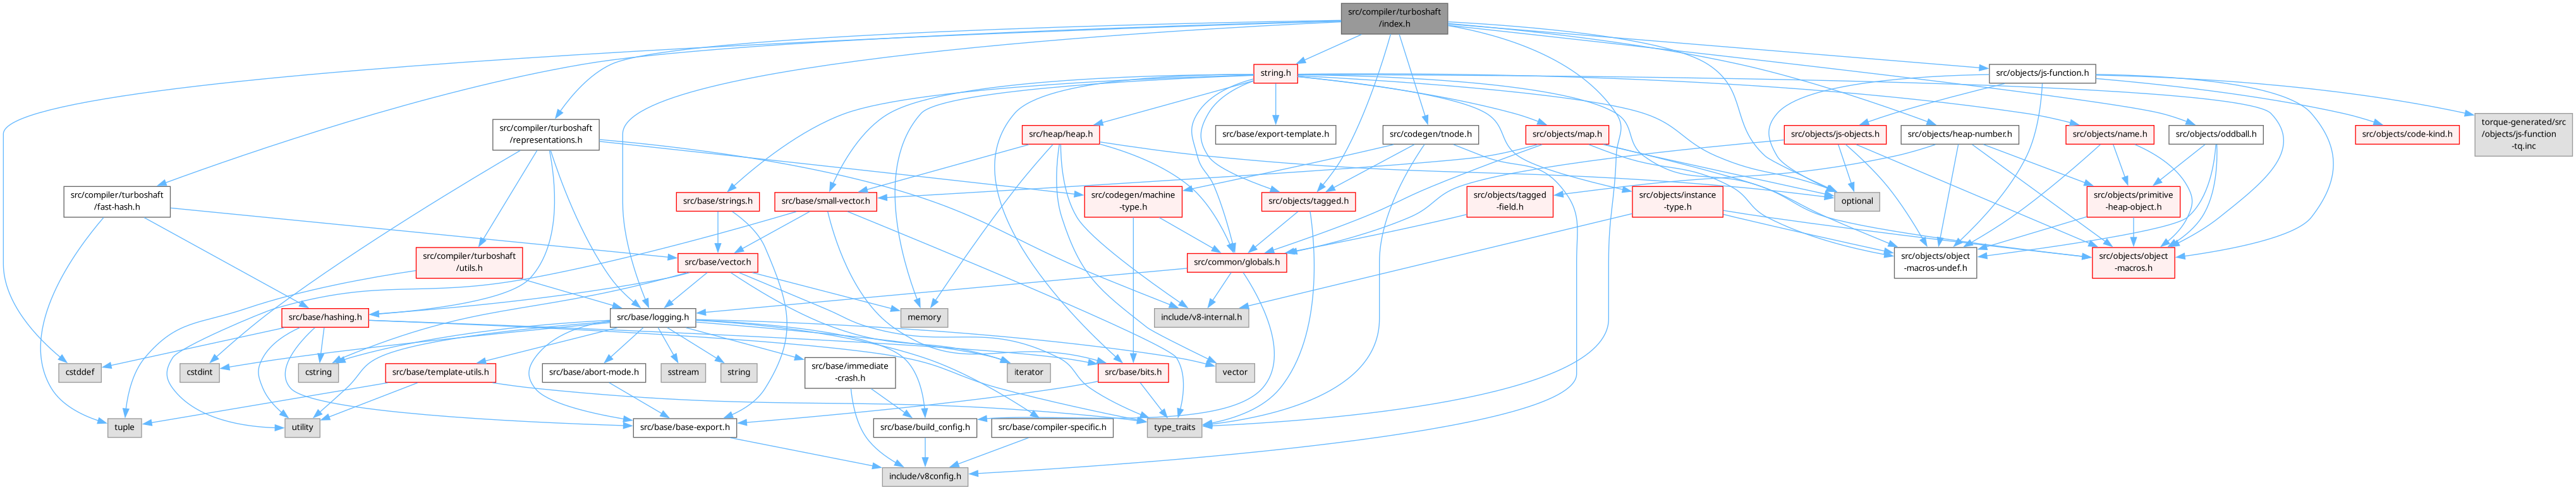 src/compiler/turboshaft
/index.h
string.h
src/objects/js-function.h
src/compiler/turboshaft
/representations.h
src/heap/heap.h
src/base/export-template.h
src/codegen/tnode.h
src/objects/map.h
src/objects/js-objects.h
src/objects/heap-number.h
src/objects/name.h
src/objects/oddball.h
src/objects/code-kind.h
torque-generated/src
/objects/js-function
-tq.inc
src/compiler/turboshaft
/fast-hash.h
src/base/strings.h
src/base/small-vector.h
src/codegen/machine
-type.h
src/objects/tagged.h
src/objects/tagged
-field.h
src/objects/instance
-type.h
optional
src/objects/primitive
-heap-object.h
src/compiler/turboshaft
/utils.h
src/base/vector.h
src/common/globals.h
src/objects/object
-macros-undef.h
src/objects/object
-macros.h
src/base/hashing.h
src/base/logging.h
memory
include/v8-internal.h
cstddef
cstdint
cstring
src/base/template-utils.h
src/base/abort-mode.h
sstream
string
src/base/immediate
-crash.h
iterator
src/base/bits.h
vector
tuple
utility
src/base/base-export.h
src/base/build_config.h
src/base/compiler-specific.h
type_traits
include/v8config.h